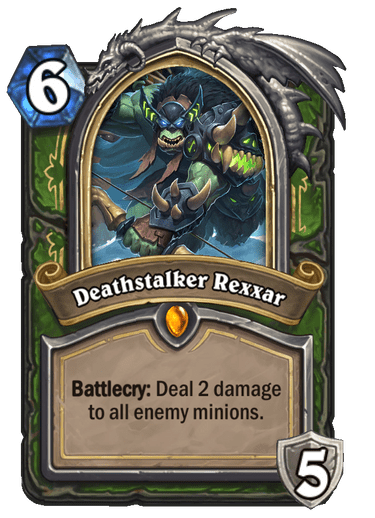 6
Deathstalker Rexxar
Battlecry: Deal 2 damage
to all enemy minions.
5